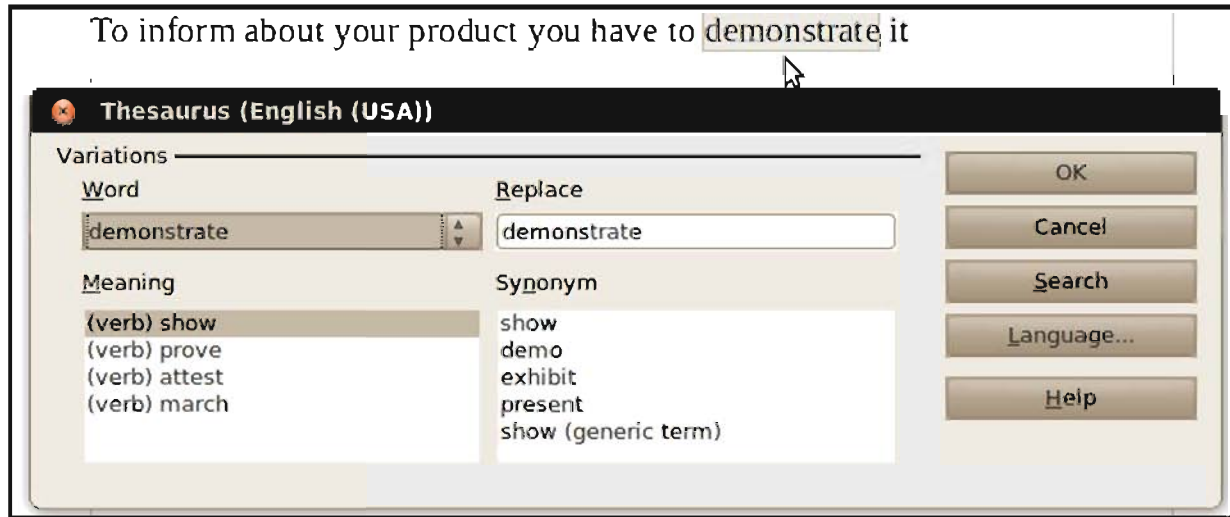 To inform about your product you have to demonstrate it
Thesaurus (English (USA))
Variations
Word
Replace
demonstrate
demonstrate
Meaning
Synonym
(verb) show
(verb) prove
(verb) attest
(verb) march
show
demo
exhibit
present
show (generic term)
OK
Cancel
Search
Language...
Help